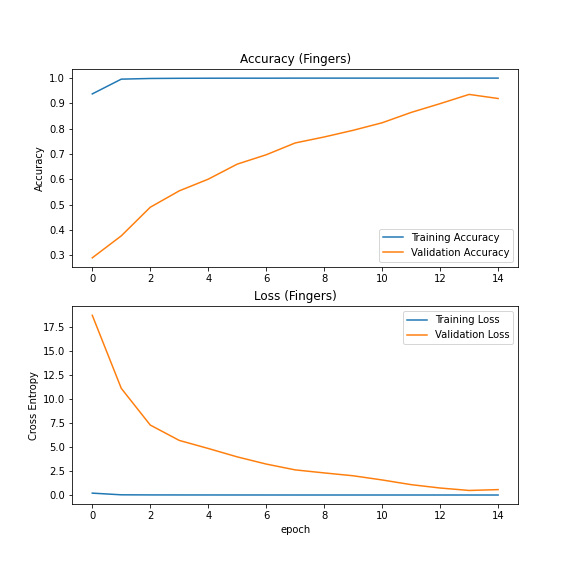 Accuracy (Fingers)
1.0
0.9
0.8
0.7
0.6
0.5
0.4
0.3
Accuracy
Training Accuracy
Validation Accuracy
0 2 4 6 8 10 12 14
Loss (Fingers)
17.5
15.0
12.5
10.0
7.5
5.0
2.5
0.0
Cross Entropy
Training Loss
Validation Loss
0 2 4 6 8 10 12 14
epoch